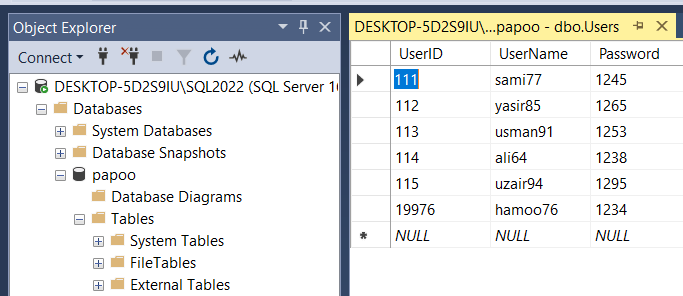 Object Explorer
Connect
DESKTOP-5D2S9IU\SQL2022 (SQL Server 16
Databases
System Databases
Database Snapshots
papoo
Database Diagrams
Tables
System Tables
FileTables
External Tables
DESKTOP-5D2S9IU\...papoo - dbo.Users
UserID UserName Password
111 sami77 1245
112 yasir85 1265
113 usman91 1253
114 ali64 1238
115 uzair94 1295
19976 hamoo76 1234
NULL NULL NULL